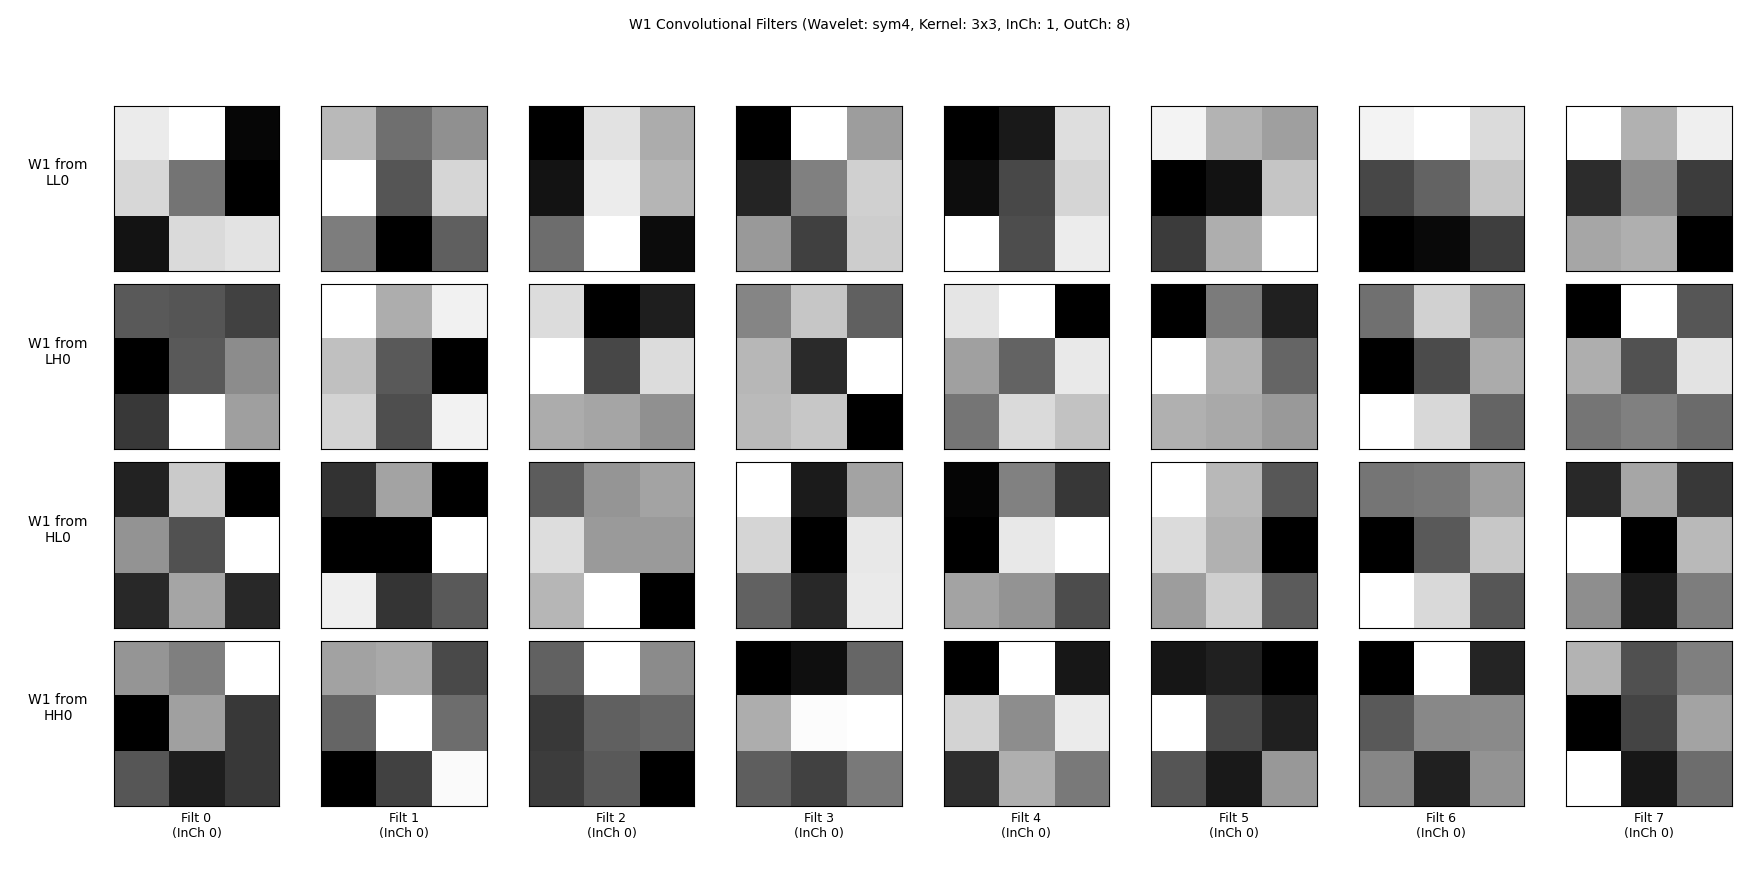 W1 Convolutional Filters (Wavelet: sym4, Kernel: 3x3, InCh: 1, OutCh: 8)
W1 from
LL0
W1 from
LH0
W1 from
HL0
W1 from
HH0
Filt 0
(InCh 0)
Filt 1
(InCh 0)
Filt 2
(InCh 0)
Filt 3
(InCh 0)
Filt 4
(InCh 0)
Filt 5
(InCh 0)
Filt 6
(InCh 0)
Filt 7
(InCh 0)